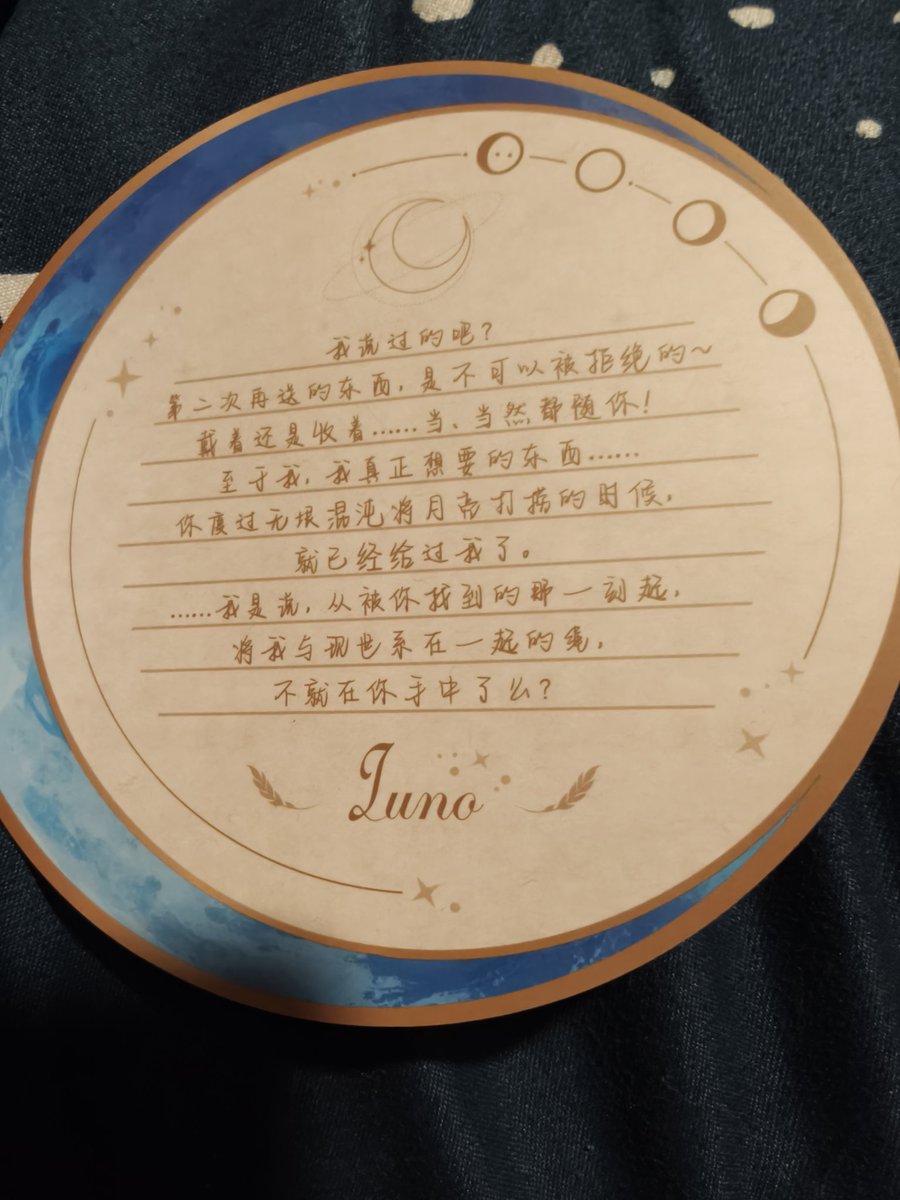 我说过的吧？
第二次再送的东西，是不可以被拒绝的～
戴着还是收着……当、当然都随你！
至于我，我真正想要的东西……
你度过无垠混沌将月亮打捞的时候，
就已经给过我了。
……我是说，从被你找到的那一刻起，
将我与现世系在一起的绳，
不就在你手中了么？
Iuno